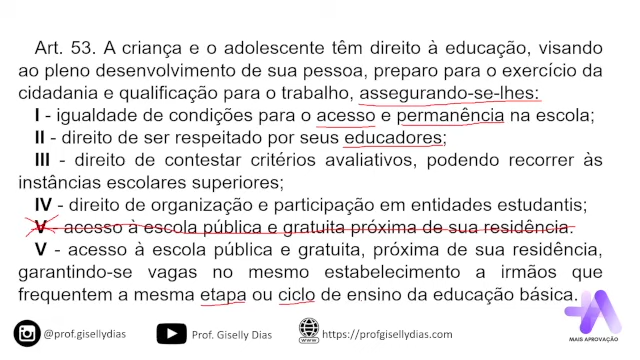 Art. 53. A criança e o adolescente têm direito à educação, visando
ao pleno desenvolvimento de sua pessoa, preparo para o exercício da
cidadania e qualificação para o trabalho, assegurando-se-lhes:
I - igualdade de condições para o acesso e permanência na escola;
II - direito de ser respeitado por seus educadores;
III - direito de contestar critérios avaliativos, podendo recorrer às
instâncias escolares superiores;
IV - direito de organização e participação em entidades estudantis;
V - acesso à escola pública e gratuita próxima de sua residência.
V - acesso à escola pública e gratuita, próxima de sua residência,
garantindo-se vagas no mesmo estabelecimento a irmãos que
frequentem a mesma etapa ou ciclo de ensino da educação básica.
@prof.gisellydias
Prof. Giselly Dias
WWW
https://profgisellydias.com
MAIS APROVAÇÃO